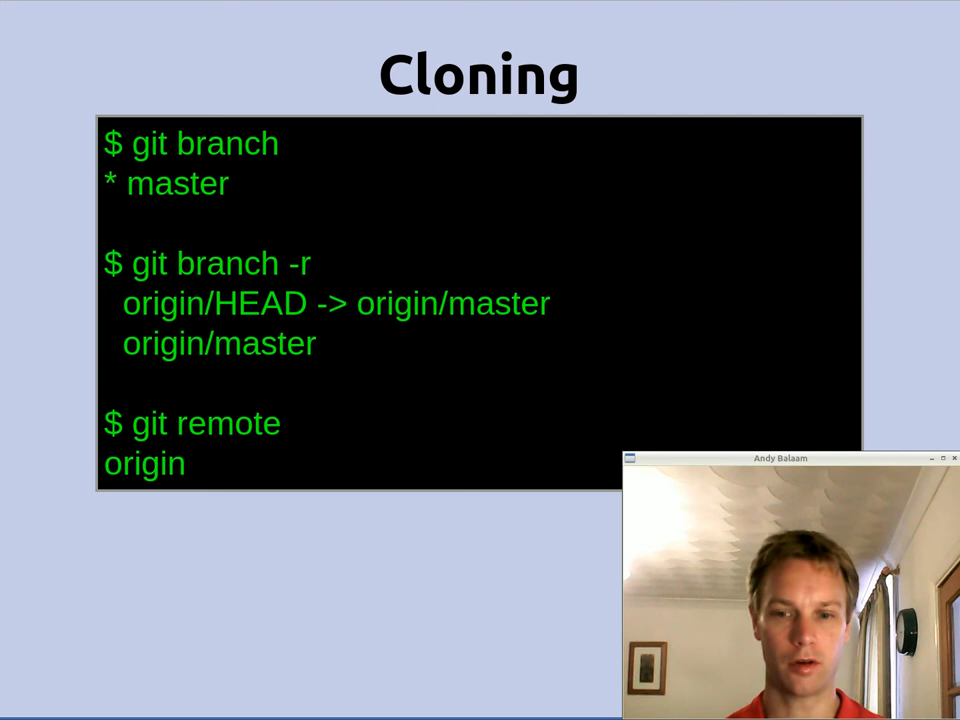 Cloning
$ git branch
* master
$ git branch -r
origin/HEAD -> origin/master
origin/master
$ git remote
origin
Andy Balaam